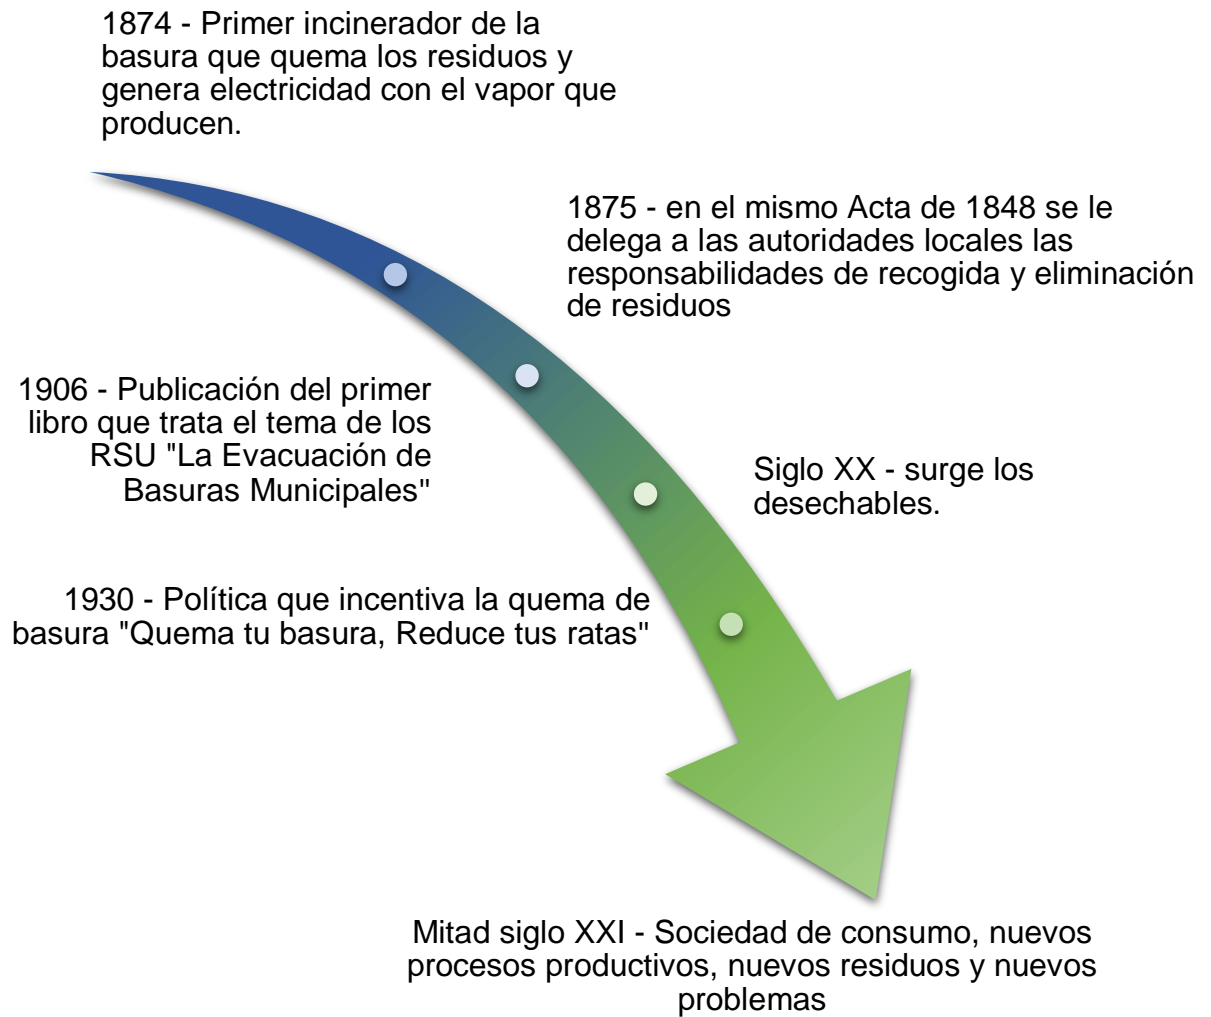 1874 - Primer incinerador de la
basura que quema los residuos y
genera electricidad con el vapor que
producen.
1875 - en el mismo Acta de 1848 se le
delega a las autoridades locales las
responsabilidades de recogida y eliminación
de residuos
1906 - Publicación del primer
libro que trata el tema de los
RSU "La Evacuación de
Basuras Municipales"
Siglo XX - surge los
desechables.
1930 - Política que incentiva la quema de
basura "Quema tu basura, Reduce tus ratas"
Mitad siglo XXI - Sociedad de consumo, nuevos
procesos productivos, nuevos residuos y nuevos
problemas